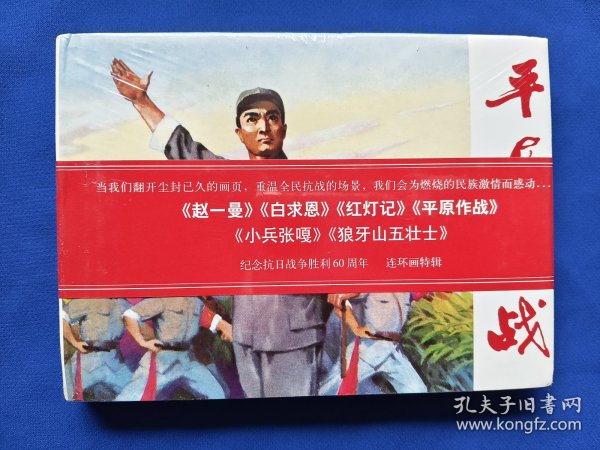 当我们翻开尘封已久的画页，重温全民抗战的场景，我们会为燃烧的民族激情而感动…
《赵一曼》《白求恩》《红灯记》《平原作战》
《小兵张嘎》《狼牙山五壮士》
纪念抗日战争胜利60周年 连环画特辑
平
战
孔夫子旧书网
www.kongfz.com